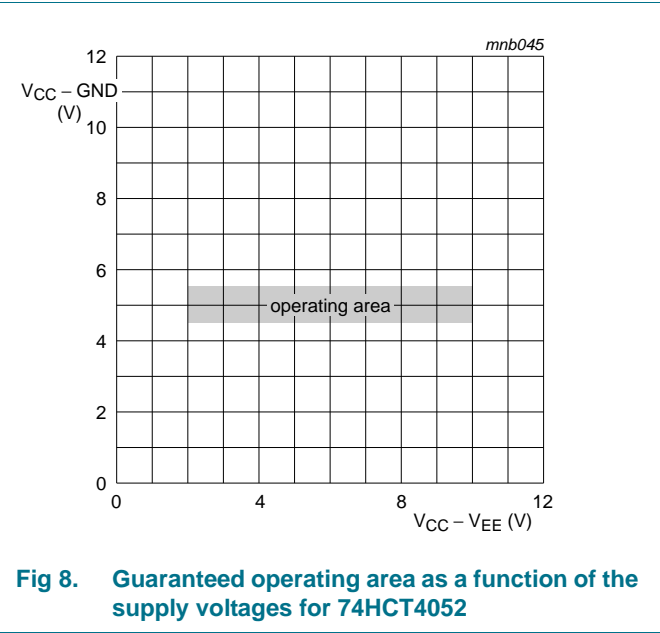 mnb045
12
VCC – GND
(V)
10
8
6
operating area
4
2
0
0 4 8 12
VCC – VEE (V)
Fig 8. Guaranteed operating area as a function of the
supply voltages for 74HCT4052